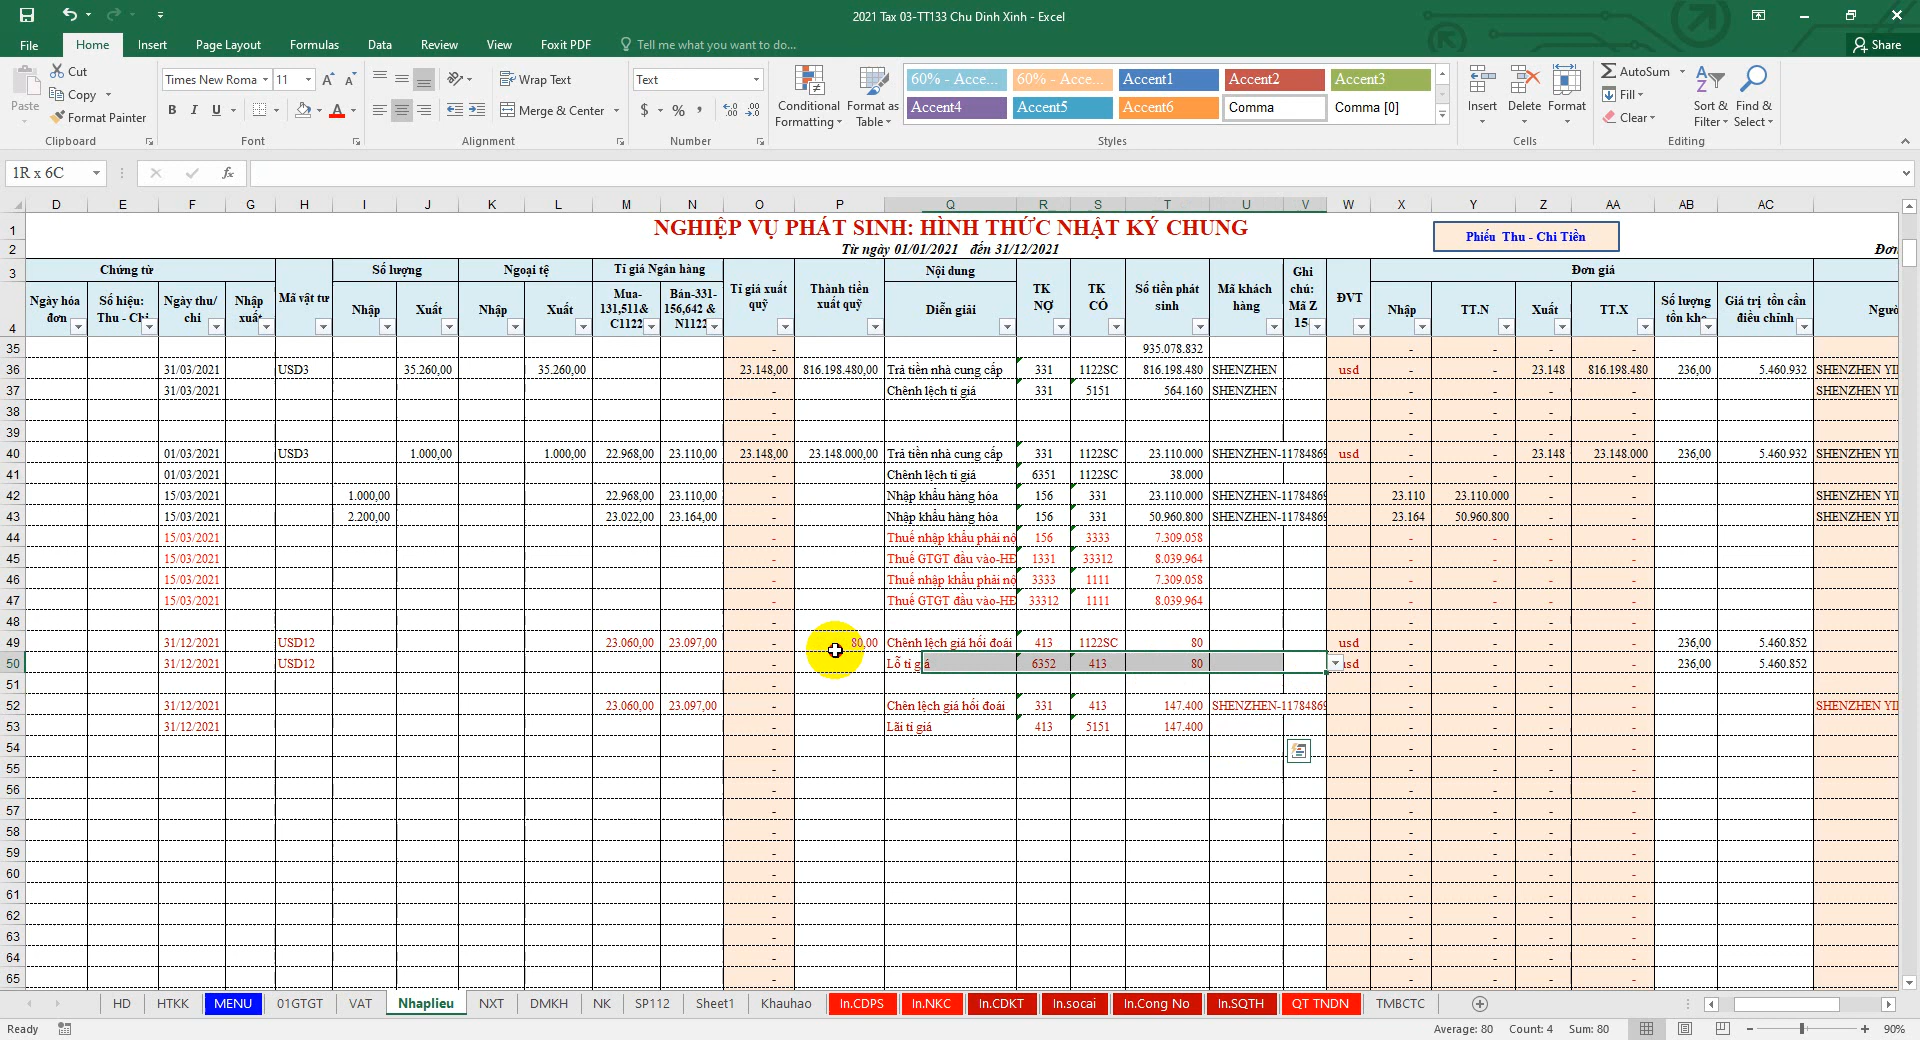 2021 Tax 03-TT133 Chu Dinh Xinh - Excel
File Home Insert Page Layout Formulas Data Review View Foxit PDF Tell me what you want to do... Share
Paste Cut Copy Format Painter Clipboard
Times New Roma 11 B I U A Font
Wrap Text Merge & Center Alignment
Text $ % , Number
Conditional Formatting Format as Table
60% - Acce... 60% - Acce... Accent1 Accent2 Accent3
Accent4 Accent5 Accent6 Comma Comma [0]
Styles
Insert Delete Format Cells
AutoSum Fill Clear Sort & Filter Find & Select Editing
1R x 6C fx
D E F G H I J K L M N O P Q R S T U V W X Y Z AA AB AC
1 NGHIỆP VỤ PHÁT SINH: HÌNH THỨC NHẬT KÝ CHUNG Phiếu Thu - Chi Tiền
2 Từ ngày 01/01/2021 đến 31/12/2021 Đơn
3 Chứng từ Mã vật tư Số lượng Ngoại tệ Tỉ giá Ngân hàng Tỉ giá xuất quỹ Thành tiền xuất quỹ Nội dung TK NỢ TK CÓ Số tiền phát sinh Mã khách hàng Ghi chú: Mã Z 15 ĐVT Đơn giá
4 Ngày hóa đơn Số hiệu: Thu - Chi Ngày thu/ chi Nhập xuất Nhập Xuất Nhập Xuất Mua- 131,511& C1122 Bán-331- 156,642 & N1122 Diễn giải Nhập TT.N Xuất TT.X Số lượng tồn kho Giá trị tồn cần điều chỉnh Người
35 - 935.078.832 - - - -
36 31/03/2021 USD3 35.260,00 35.260,00 23.148,00 816.198.480,00 Trả tiền nhà cung cấp 331 1122SC 816.198.480 SHENZHEN usd - - 23.148 816.198.480 236,00 5.460.932 SHENZHEN YI
37 31/03/2021 - Chênh lệch tỉ giá 331 5151 564.160 SHENZHEN - - - - SHENZHEN YI
38 - - - - -
39 - - - - -
40 01/03/2021 USD3 1.000,00 1.000,00 22.968,00 23.110,00 23.148,00 23.148.000,00 Trả tiền nhà cung cấp 331 1122SC 23.110.000 SHENZHEN-11784869 usd - - 23.148 23.148.000 236,00 5.460.932 SHENZHEN YI
41 01/03/2021 - Chênh lệch tỉ giá 6351 1122SC 38.000 - - - -
42 15/03/2021 1.000,00 22.968,00 23.110,00 - Nhập khẩu hàng hóa 156 331 23.110.000 SHENZHEN-11784869 23.110 23.110.000 - - SHENZHEN YI
43 15/03/2021 2.200,00 23.022,00 23.164,00 - Nhập khẩu hàng hóa 156 331 50.960.800 SHENZHEN-11784869 23.164 50.960.800 - - SHENZHEN YI
44 15/03/2021 - Thuế nhập khẩu phải nộ 156 3333 7.309.058 - - - -
45 15/03/2021 - Thuế GTGT đầu vào-HĐ 1331 33312 8.039.964 - - - -
46 15/03/2021 - Thuế nhập khẩu phải nộ 3333 1111 7.309.058 - - - -
47 15/03/2021 - Thuế GTGT đầu vào-HĐ 33312 1111 8.039.964 - - - -
48 - - - - -
49 31/12/2021 USD12 23.060,00 23.097,00 - 80,00 Chênh lệch giá hối đoái 413 1122SC 80 usd - - - - 236,00 5.460.852
50 31/12/2021 USD12 - Lỗ tỉ giá 6352 413 80 usd - - - - 236,00 5.460.852
51 - - - - -
52 31/12/2021 23.060,00 23.097,00 - Chên lệch giá hối đoái 331 413 147.400 SHENZHEN-11784869 - - - - SHENZHEN YI
53 31/12/2021 - Lãi tỉ giá 413 5151 147.400 - - - -
54 - - - - -
55 - - - - -
56 - - - - -
57 - - - - -
58 - - - - -
59 - - - - -
60 - - - - -
61 - - - - -
62 - - - - -
63 - - - - -
64 - - - - -
65 - - - - -
HD HTKK MENU 01GTGT VAT Nhaplieu NXT DMKH NK SP112 Sheet1 Khauhao In.CDPS In.NKC In.CDKT In.socai In.Cong No In.SQTH QT TNDN TMBCTC
Ready Average: 80 Count: 4 Sum: 80 90%